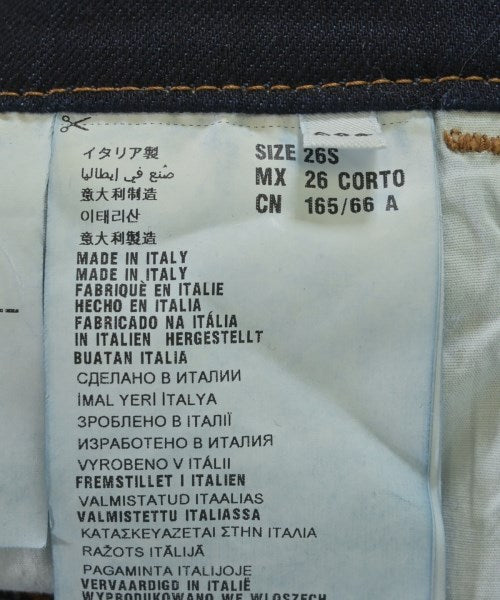 イタリア製
صنع في إيطاليا
意大利制造
이태리산
意大利製造
MADE IN ITALY
MADE IN ITALY
FABRIQUÈ EN ITALIE
HECHO EN ITALIA
FABRICADO NA ITÁLIA
IN ITALIEN HERGESTELLT
BUATAN ITALIA
СДЕЛАНО В ИТАЛИИ
İMAL YERİ İTALYA
ЗРОБЛЕНО В ІТАЛІЇ
ИЗРАБОТЕНО В ИТАЛИЯ
VYROBENO V ITÁLII
FREMSTILLET I ITALIEN
VALMISTATUD ITAALIAS
VALMISTETTU ITALIASSA
ΚΑΤΑΣΚΕΥΑΖΕΤΑΙ ΣΤΗΝ ΙΤΑΛΙΑ
RAŽOTS ITĀLIJĀ
PAGAMINTA ITALIJOJE
VERVAARDIGD IN ITALIË
WYPRODUKOWANO WE WŁOSZECH
SIZE 26S
MX 26 CORTO
CN 165/66 A